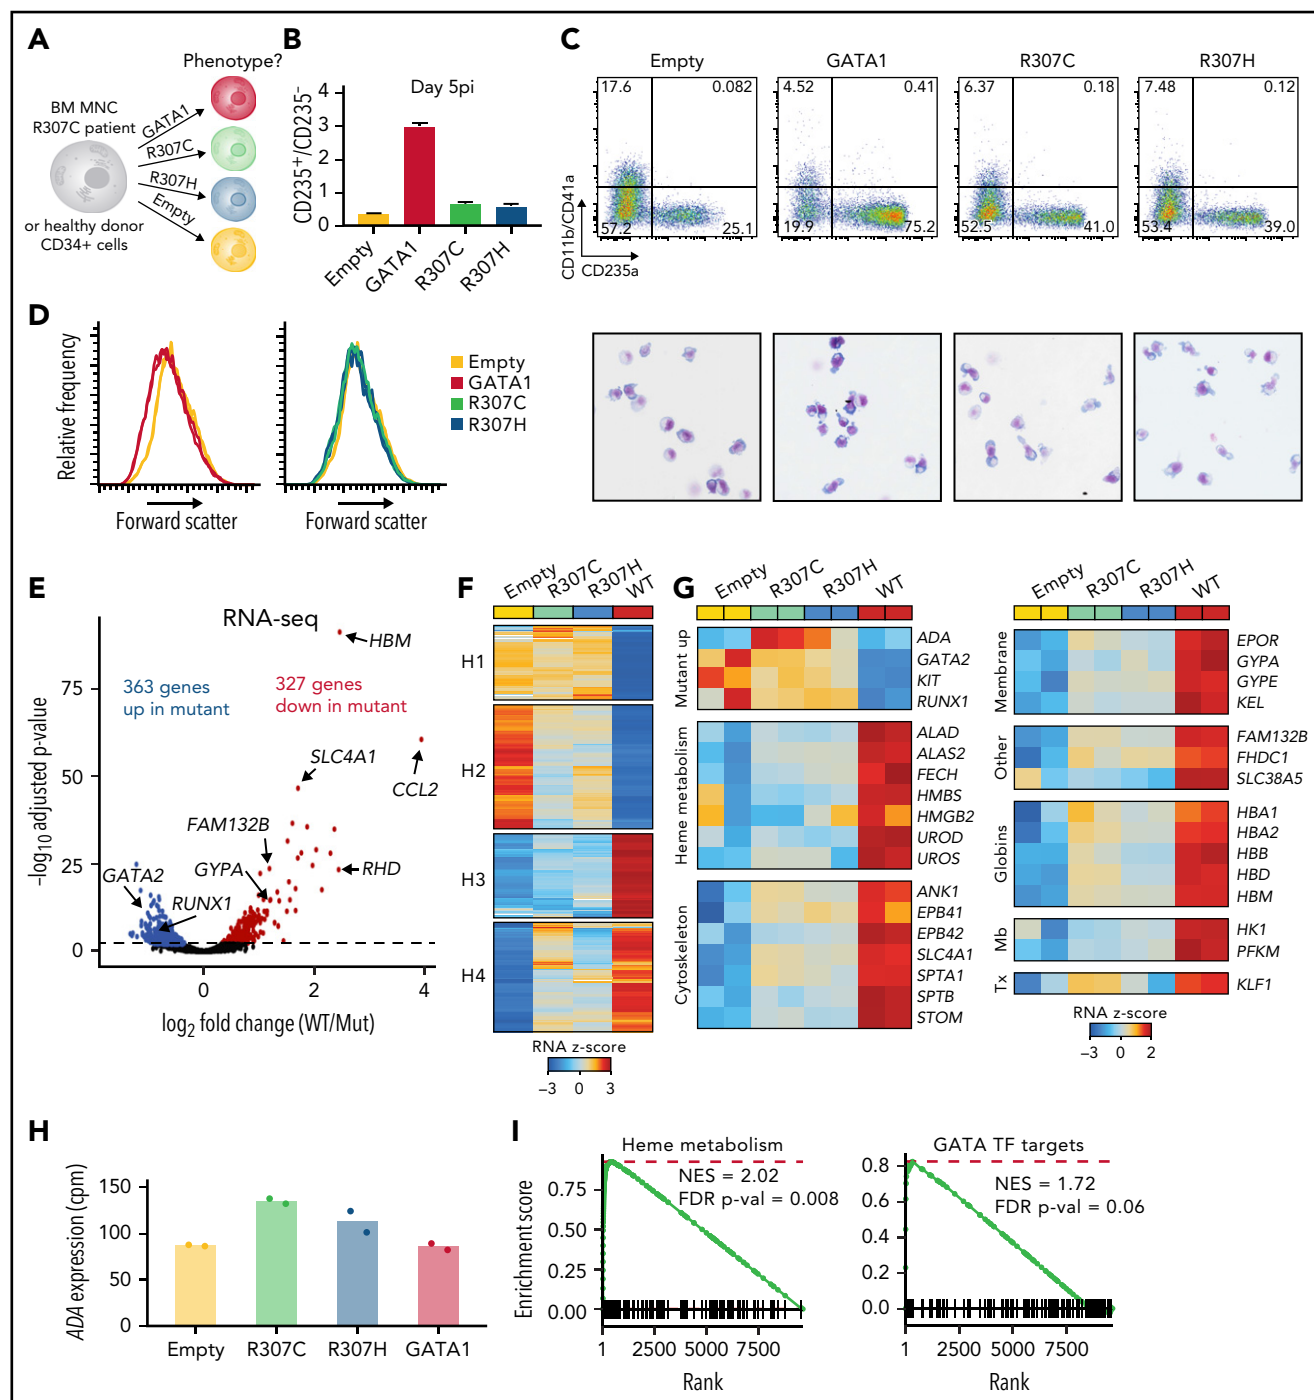 A
Phenotype?
BM MNC
R307C patient
or healthy donor
CD34+ cells
GATA1
R307C
R307H
Empty
B
Day 5pi
CD235+/CD235-
4
3
2
1
0
Empty
GATA1
R307C
R307H
C
Empty
GATA1
R307C
R307H
17.6
0.082
57.2
25.1
4.52
0.41
19.9
75.2
6.37
0.18
52.5
41.0
7.48
0.12
53.4
39.0
CD11b/CD41a
CD235a
D
Relative frequency
Forward scatter
Forward scatter
Empty
GATA1
R307C
R307H
E
RNA-seq
HBM
363 genes
up in mutant
327 genes
down in mutant
SLC4A1
CCL2
FAM132B
GYPA
RHD
GATA2
RUNX1
–log10 adjusted p-value
75
50
25
0
0
2
4
log2 fold change (WT/Mut)
F
Empty
R307C
R307H
WT
H1
H2
H3
H4
RNA z-score
–3
0
3
G
Empty
R307C
R307H
WT
Mutant up
ADA
GATA2
KIT
RUNX1
Heme metabolism
ALAD
ALAS2
FECH
HMBS
HMGB2
UROD
UROS
Cytoskeleton
ANK1
EPB41
EPB42
SLC4A1
SPTA1
SPTB
STOM
Empty
R307C
R307H
WT
Membrane
EPOR
GYPA
GYPE
KEL
Other
FAM132B
FHDC1
SLC38A5
Globins
HBA1
HBA2
HBB
HBD
HBM
Mb
HK1
PFKM
Tx
KLF1
RNA z-score
–3
0
2
H
ADA expression (cpm)
150
100
50
0
Empty
R307C
R307H
GATA1
I
Heme metabolism
NES = 2.02
FDR p-val = 0.008
Enrichment score
0.75
0.50
0.25
0.00
1
2500
5000
7500
Rank
GATA TF targets
NES = 1.72
FDR p-val = 0.06
0.8
0.6
0.4
0.2
0.0
1
2500
5000
7500
Rank